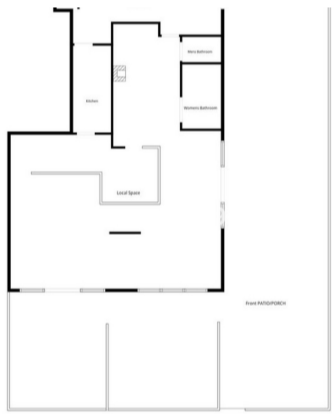 Mens Bathroom
Kitchen
Womens Bathroom
Local Space
Front PATIO/PORCH